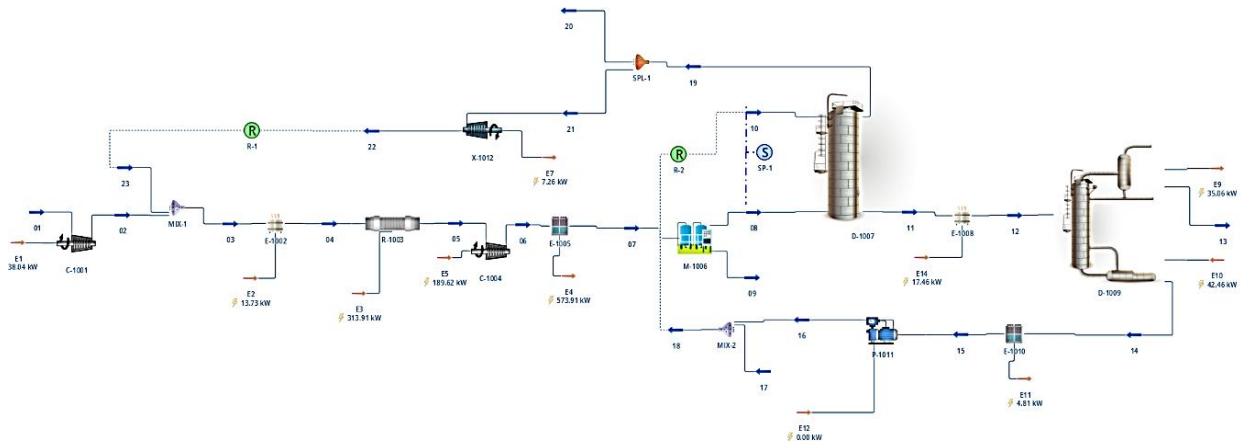 20
SPL-1
19
21
10
R
R-1
22
X-1012
R
R-2
S
SP-1
E7
7.26 kW
23
MIX-1
01
02
03
E-1002
04
R-1003
05
06
E-1005
07
08
D-1007
11
E-1008
12
E9
35.06 kW
13
E1
38.04 kW
C-1001
E5
189.62 kW
C-1004
M-1006
09
E14
17.46 kW
D-1009
E10
42.46 kW
E2
13.73 kW
E3
313.91 kW
E4
573.91 kW
18
MIX-2
16
P-1011
15
E-1010
14
17
E11
4.81 kW
E12
0.00 kW